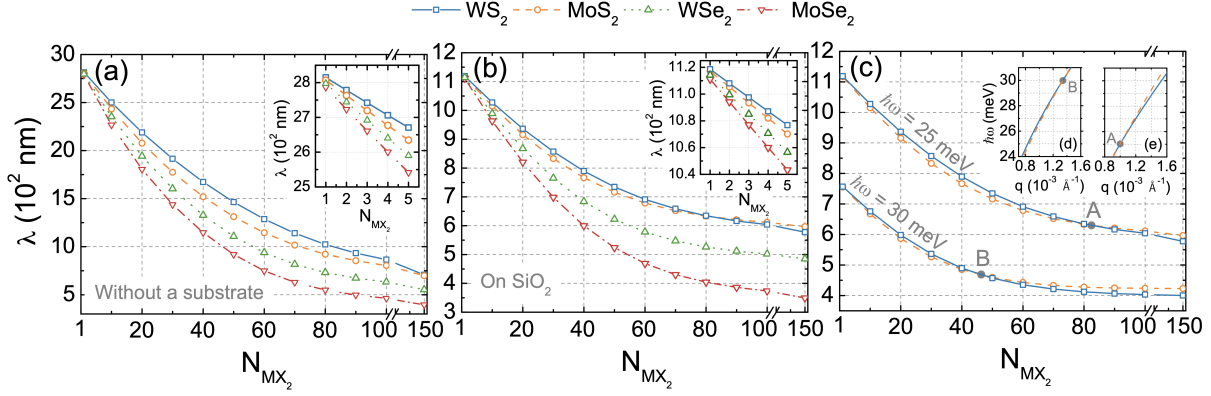 WS2 MoS2 WSe2 MoSe2
(a)
λ (10² nm)
30
25
20
15
10
5
1 20 40 60 80 100 150
N_MX2
Without a substrate
λ (10² nm)
28
27
26
25
1 2 3 4 5
N_MX2
(b)
12
11
10
9
8
7
6
5
4
3
1 20 40 60 80 100 150
N_MX2
On SiO2
λ (10² nm)
11.2
11.0
10.8
10.6
10.4
1 2 3 4 5
N_MX2
(c)
12
11
10
9
8
7
6
5
4
1 20 40 60 80 100 150
N_MX2
ħω = 25 meV
ħω = 30 meV
A
B
ħω (meV)
30
28
26
24
B
(d)
0.8 1.2 1.6
q (10⁻³ Å⁻¹)
A
(e)
0.8 1.2 1.6
q (10⁻³ Å⁻¹)